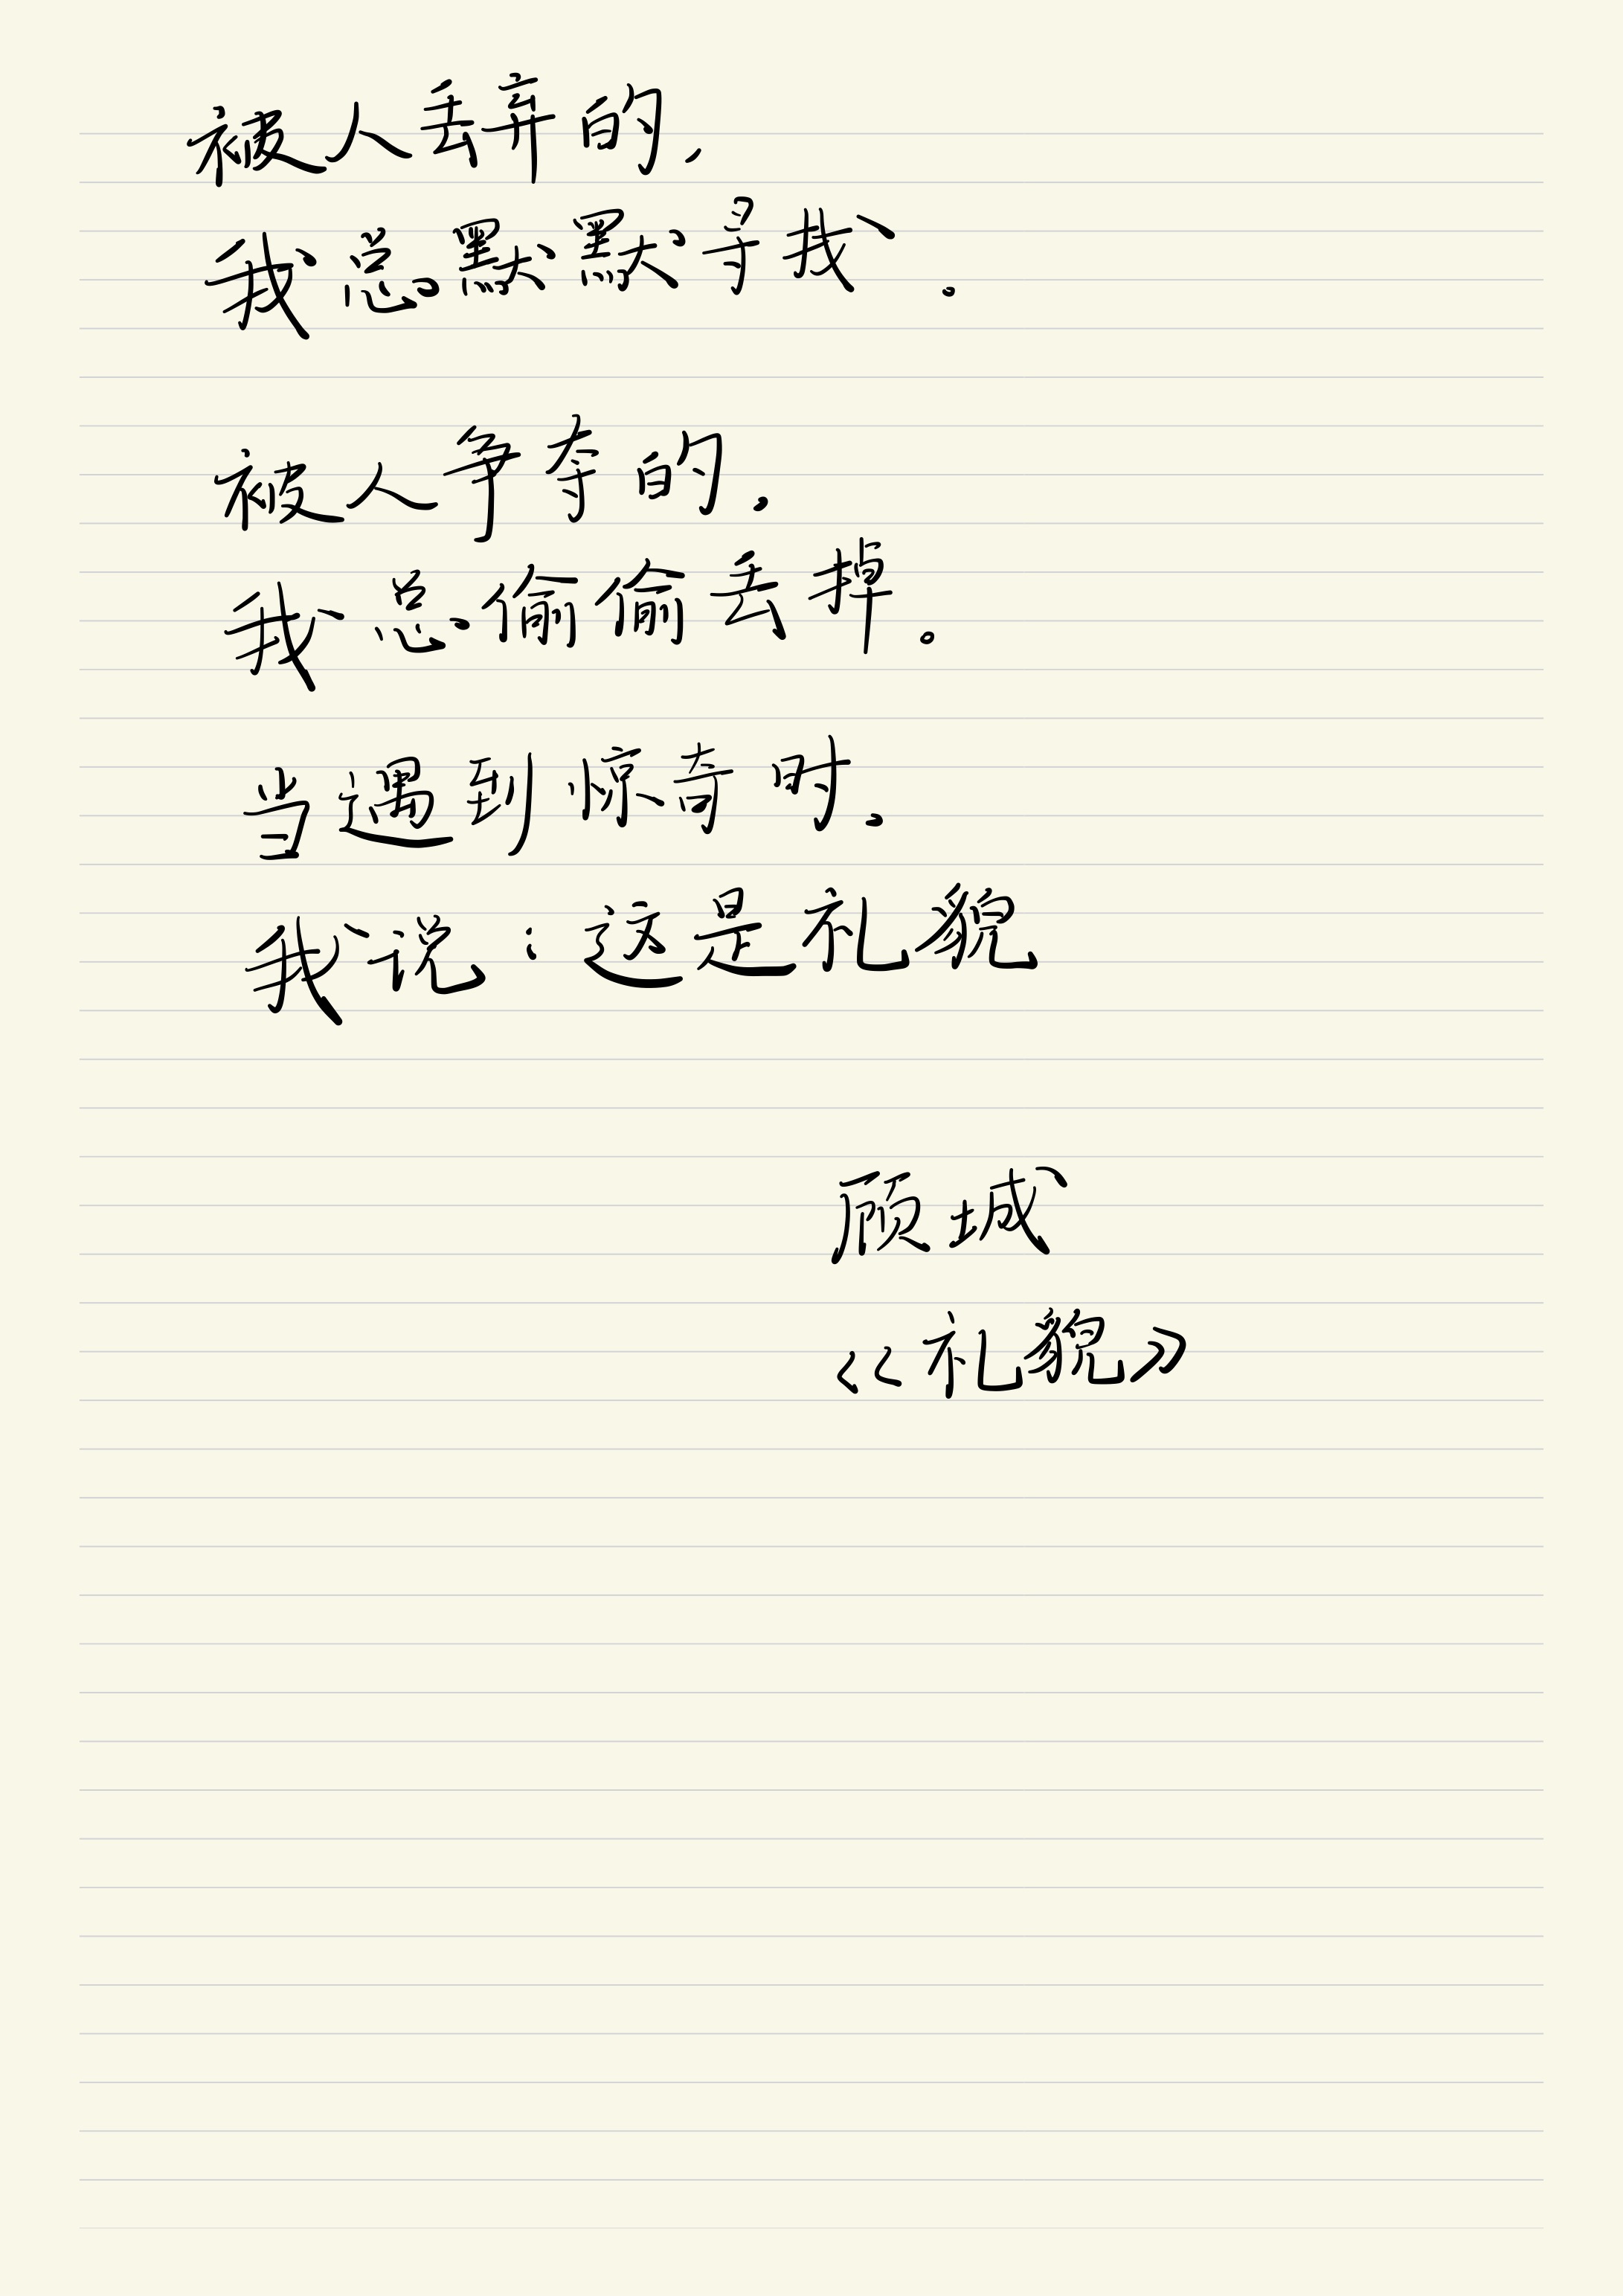 被人丢弃的,
我总默默寻找。
被人争夺的,
我总偷偷丢掉。
当遇到惊奇时.
我说:这是礼貌
顾城
《礼貌》